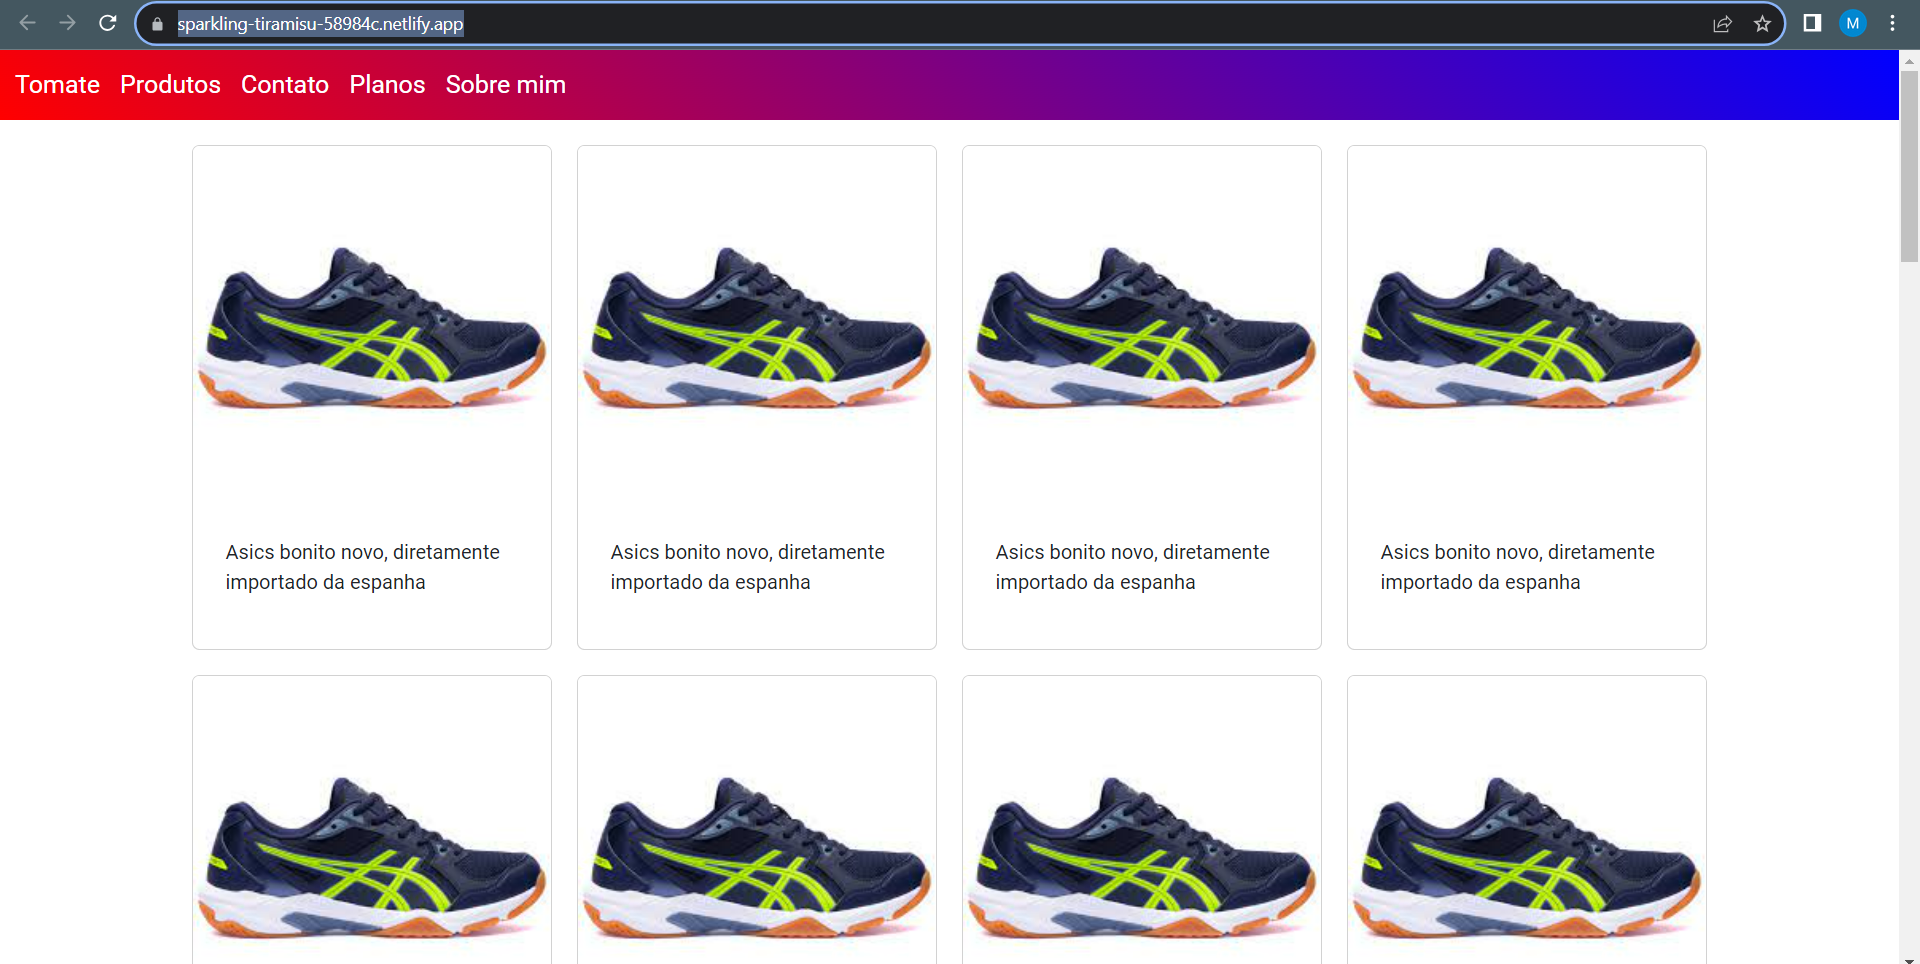 sparkling-tiramisu-58984c.netlify.app
M
Tomate Produtos Contato Planos Sobre mim
Asics bonito novo, diretamente
importado da espanha
Asics bonito novo, diretamente
importado da espanha
Asics bonito novo, diretamente
importado da espanha
Asics bonito novo, diretamente
importado da espanha